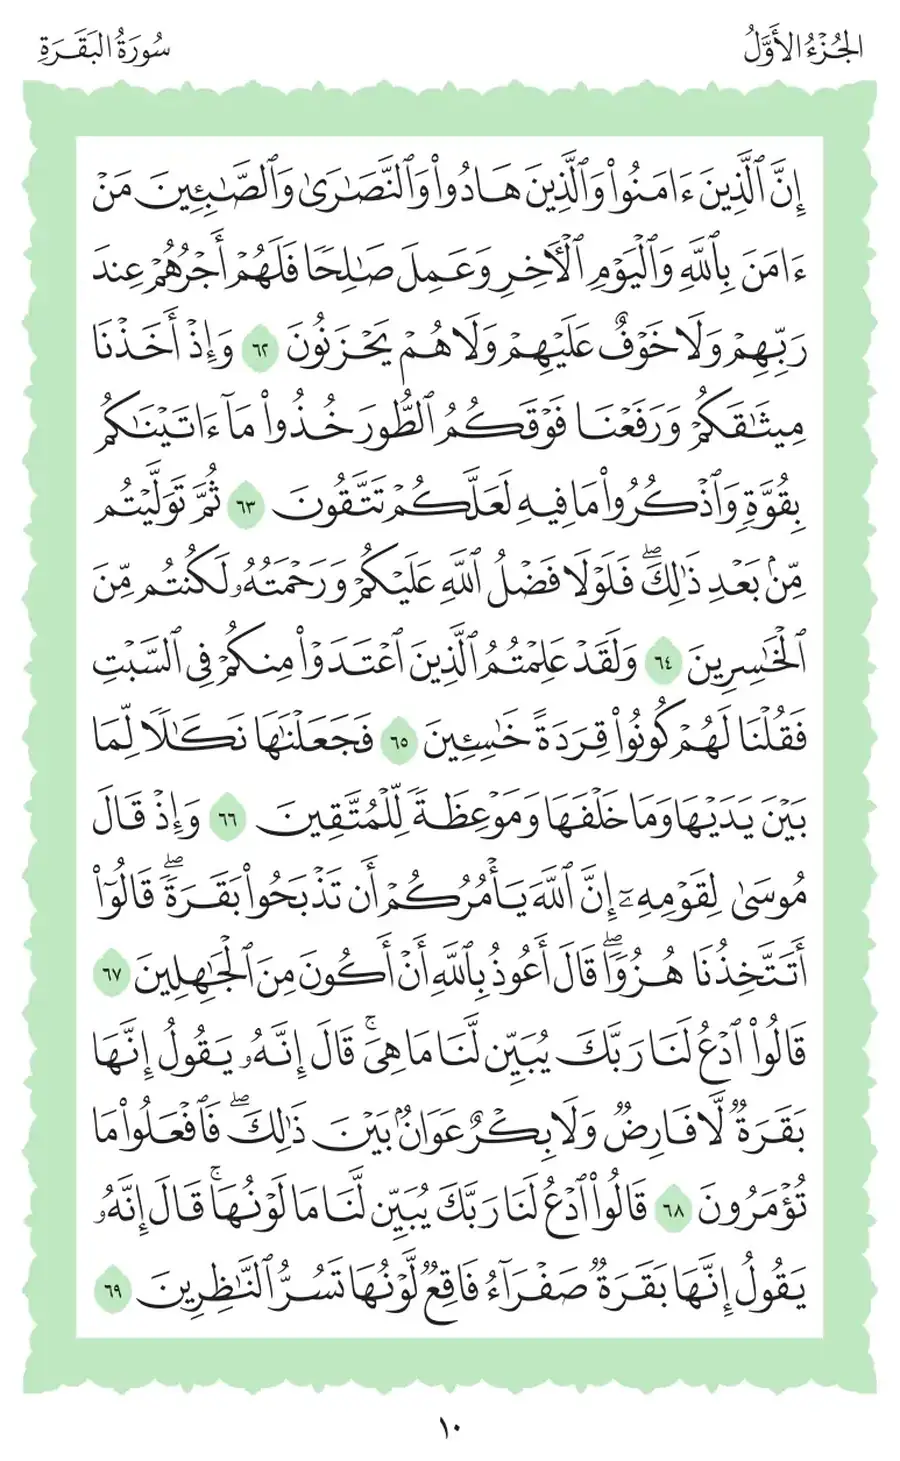 الجُزْءُ الأَوَّلُ
سُورَةُ البَقَرَةِ
إِنَّ ٱلَّذِينَ ءَامَنُوا۟ وَٱلَّذِينَ هَادُوا۟ وَٱلنَّصَٰرَىٰ وَٱلصَّٰبِـِٔينَ مَنْ
ءَامَنَ بِٱللَّهِ وَٱلْيَوْمِ ٱلْـَٔاخِرِ وَعَمِلَ صَٰلِحًا فَلَهُمْ أَجْرُهُمْ عِندَ
رَبِّهِمْ وَلَا خَوْفٌ عَلَيْهِمْ وَلَا هُمْ يَحْزَنُونَ ٦٢ وَإِذْ أَخَذْنَا
مِيثَٰقَكُمْ وَرَفَعْنَا فَوْقَكُمُ ٱلطُّورَ خُذُوا۟ مَآ ءَاتَيْنَٰكُم
بِقُوَّةٍ وَٱذْكُرُوا۟ مَا فِيهِ لَعَلَّكُمْ تَتَّقُونَ ٦٣ ثُمَّ تَوَلَّيْتُم
مِّنۢ بَعْدِ ذَٰلِكَ ۖ فَلَوْلَا فَضْلُ ٱللَّهِ عَلَيْكُمْ وَرَحْمَتُهُۥ لَكُنتُم مِّنَ
ٱلْخَٰسِرِينَ ٦٤ وَلَقَدْ عَلِمْتُمُ ٱلَّذِينَ ٱعْتَدَوْا۟ مِنكُمْ فِى ٱلسَّبْتِ
فَقُلْنَا لَهُمْ كُونُوا۟ قِرَدَةً خَٰسِـِٔينَ ٦٥ فَجَعَلْنَٰهَا نَكَٰلًا لِّمَا
بَيْنَ يَدَيْهَا وَمَا خَلْفَهَا وَمَوْعِظَةً لِّلْمُتَّقِينَ ٦٦ وَإِذْ قَالَ
مُوسَىٰ لِقَوْمِهِۦٓ إِنَّ ٱللَّهَ يَأْمُرُكُمْ أَن تَذْبَحُوا۟ بَقَرَةً ۖ قَالُوٓا۟
أَتَتَّخِذُنَا هُزُوًا ۖ قَالَ أَعُوذُ بِٱللَّهِ أَنْ أَكُونَ مِنَ ٱلْجَٰهِلِينَ ٦٧
قَالُوا۟ ٱدْعُ لَنَا رَبَّكَ يُبَيِّن لَّنَا مَا هِىَ ۚ قَالَ إِنَّهُۥ يَقُولُ إِنَّهَا
بَقَرَةٌ لَّا فَارِضٌ وَلَا بِكْرٌ عَوَانٌۢ بَيْنَ ذَٰلِكَ ۖ فَٱفْعَلُوا۟ مَا
تُؤْمَرُونَ ٦٨ قَالُوا۟ ٱدْعُ لَنَا رَبَّكَ يُبَيِّن لَّنَا مَا لَوْنُهَا ۚ قَالَ إِنَّهُۥ
يَقُولُ إِنَّهَا بَقَرَةٌ صَفْرَآءُ فَاقِعٌ لَّوْنُهَا تَسُرُّ ٱلنَّٰظِرِينَ ٦٩
١٠